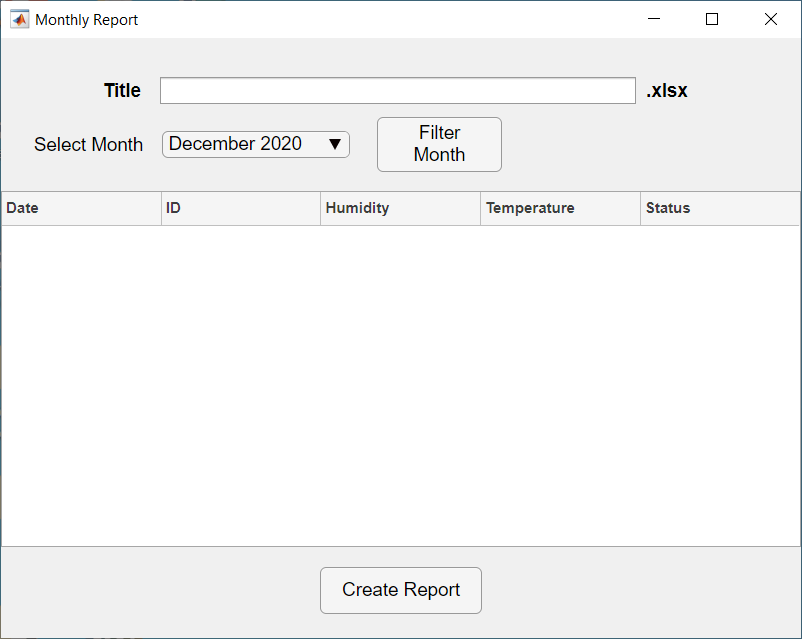 Monthly Report
Title .xlsx
Select Month December 2020 Filter
Month
Date ID Humidity Temperature Status
Create Report